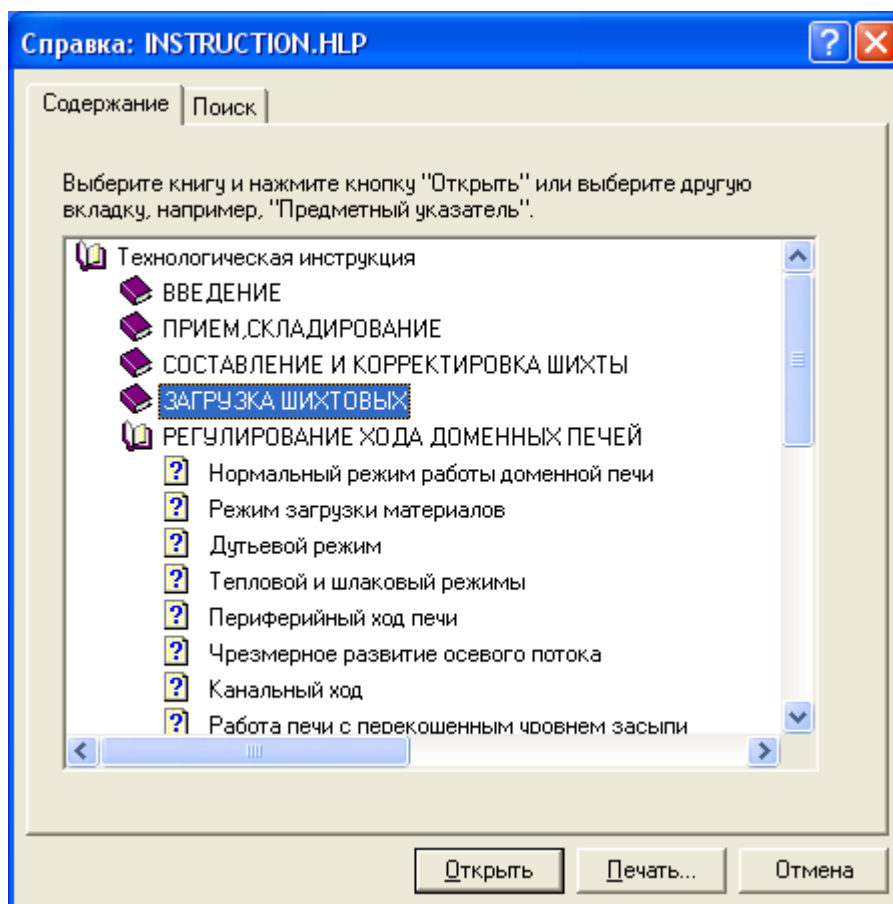 Справка: INSTRUCTION.HLP
Содержание
Поиск
Выберите книгу и нажмите кнопку "Открыть" или выберите другую
вкладку, например, "Предметный указатель".
Технологическая инструкция
ВВЕДЕНИЕ
ПРИЕМ,СКЛАДИРОВАНИЕ
СОСТАВЛЕНИЕ И КОРРЕКТИРОВКА ШИХТЫ
ЗАГРУЗКА ШИХТОВЫХ
РЕГУЛИРОВАНИЕ ХОДА ДОМЕННЫХ ПЕЧЕЙ
Нормальный режим работы доменной печи
Режим загрузки материалов
Дутьевой режим
Тепловой и шлаковый режимы
Периферийный ход печи
Чрезмерное развитие осевого потока
Канальный ход
Работа печи с перекошенным уровнем засыпи
Открыть
Печать...
Отмена